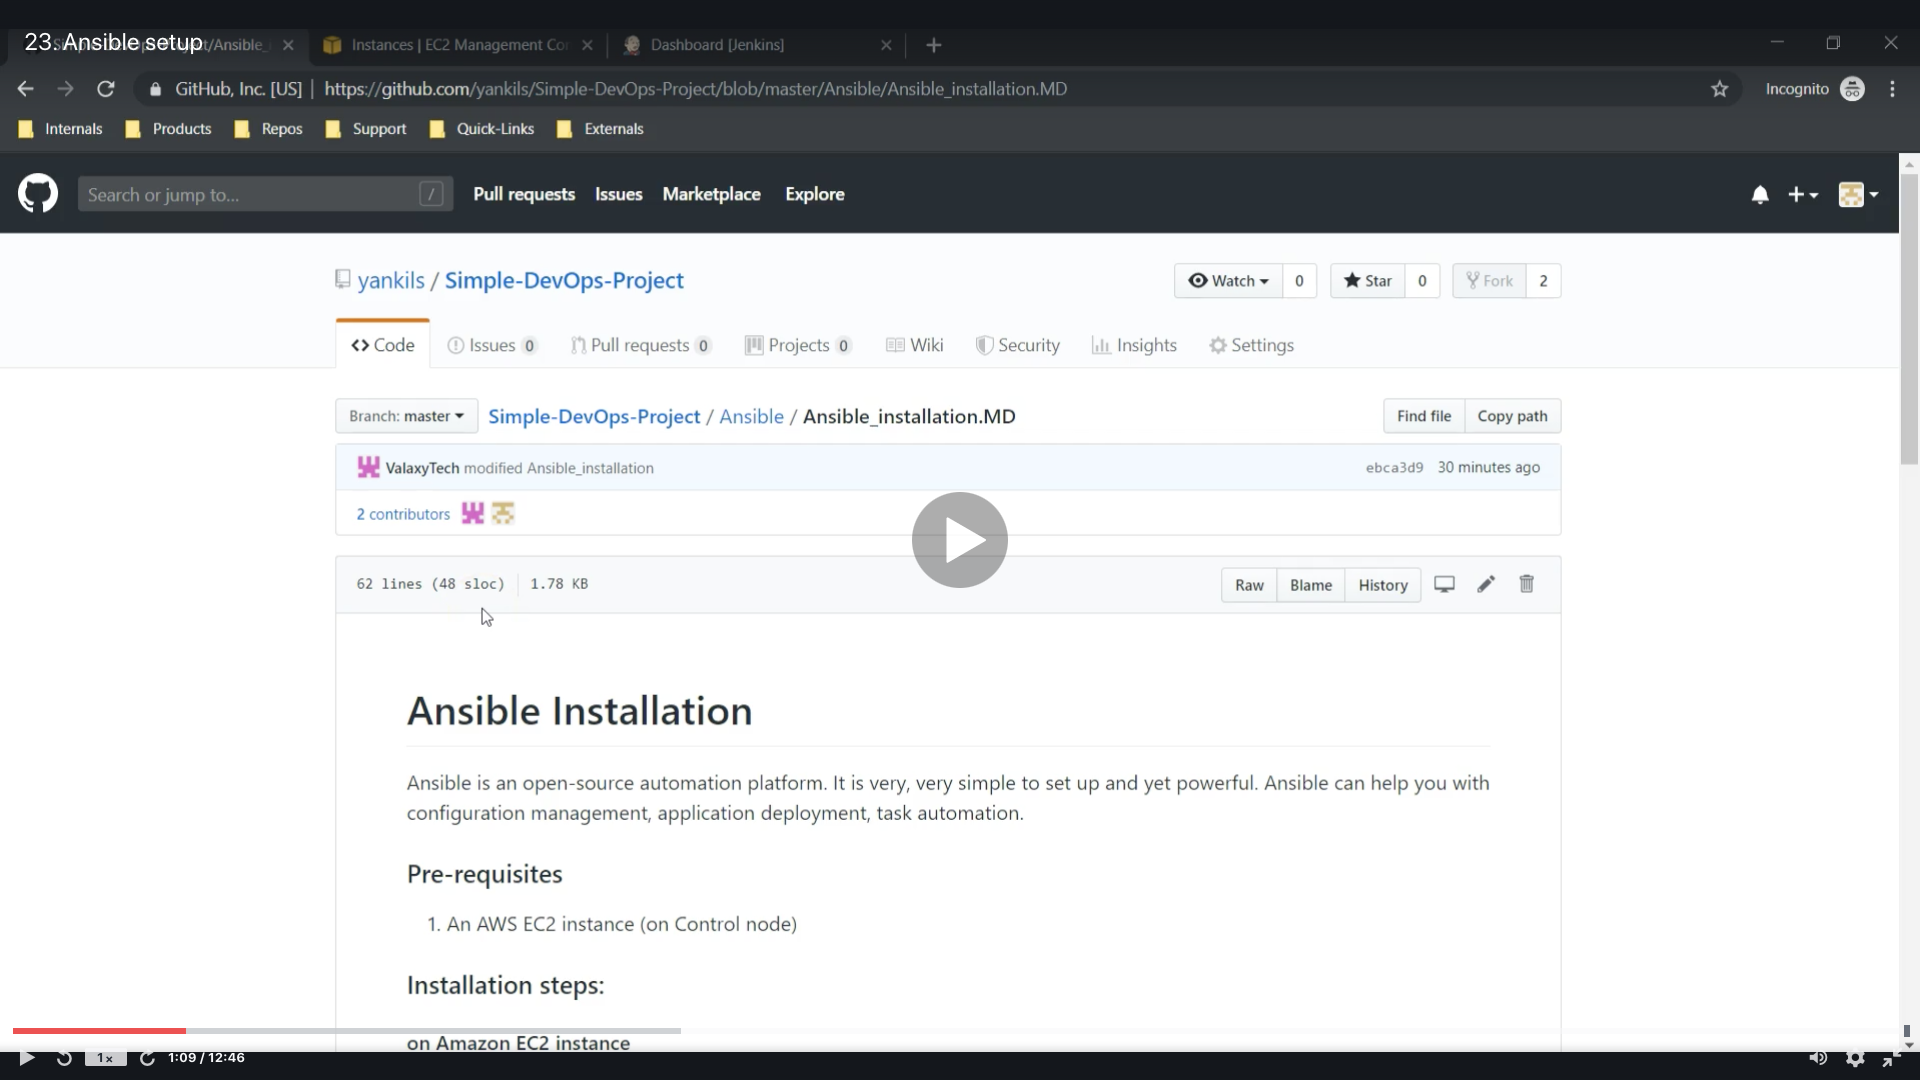 23. Ansible setup
Instances | EC2 Management Co
Dashboard [Jenkins]
GitHub, Inc. [US] | https://github.com/yankils/Simple-DevOps-Project/blob/master/Ansible/Ansible_installation.MD
Incognito
Internals Products Repos Support Quick-Links Externals
Search or jump to... / Pull requests Issues Marketplace Explore
yankils / Simple-DevOps-Project
Watch 0 Star 0 Fork 2
Code Issues 0 Pull requests 0 Projects 0 Wiki Security Insights Settings
Branch: master Simple-DevOps-Project / Ansible / Ansible_installation.MD Find file Copy path
ValaxyTech modified Ansible_installation ebca3d9 30 minutes ago
2 contributors
62 lines (48 sloc) 1.78 KB Raw Blame History
Ansible Installation
Ansible is an open-source automation platform. It is very, very simple to set up and yet powerful. Ansible can help you with
configuration management, application deployment, task automation.
Pre-requisites
1. An AWS EC2 instance (on Control node)
Installation steps:
on Amazon EC2 instance
1x 1:09 / 12:46